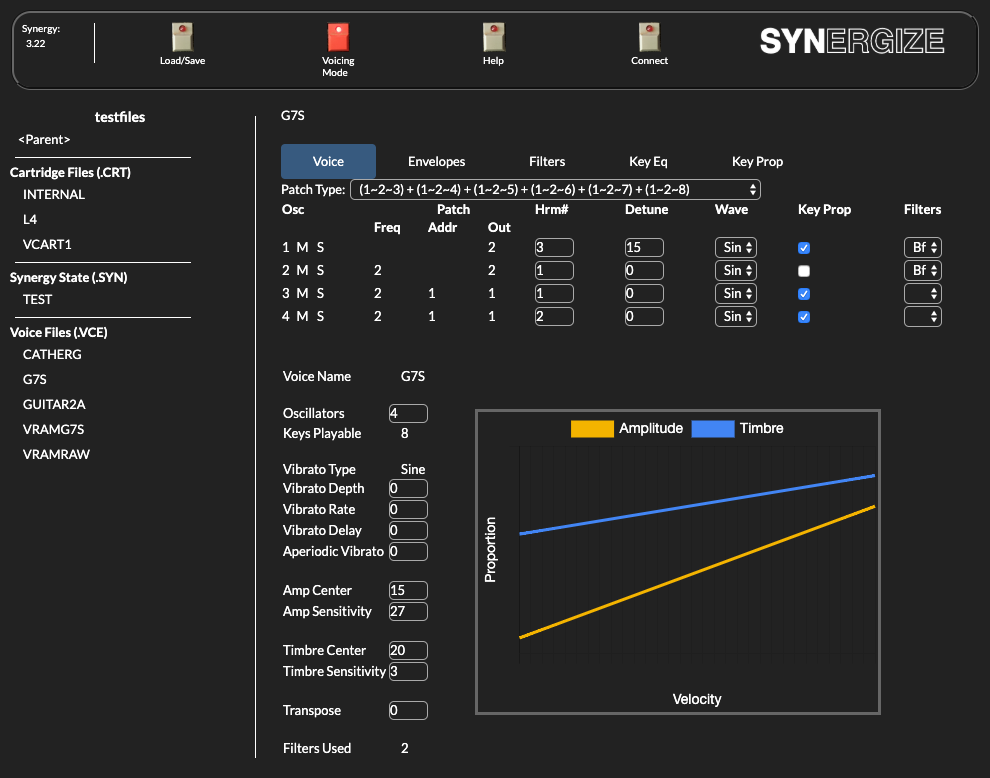 Synergy:
3.22
Load/Save
Voicing
Mode
Help
Connect
SYNERGIZE
testfiles
<Parent>
Cartridge Files (.CRT)
INTERNAL
L4
VCART1
Synergy State (.SYN)
TEST
Voice Files (.VCE)
CATHERG
G7S
GUITAR2A
VRAMG7S
VRAMRAW
G7S
Voice Envelopes Filters Key Eq Key Prop
Patch Type: (1~2~3) + (1~2~4) + (1~2~5) + (1~2~6) + (1~2~7) + (1~2~8)
Osc Patch Hrm# Detune Wave Key Prop Filters
Freq Addr Out
1 M S 2 3 15 Sin Bf
2 M S 2 2 1 0 Sin Bf
3 M S 2 1 1 1 0 Sin
4 M S 2 1 1 2 0 Sin
Voice Name G7S
Oscillators 4
Keys Playable 8
Vibrato Type Sine
Vibrato Depth 0
Vibrato Rate 0
Vibrato Delay 0
Aperiodic Vibrato 0
Amp Center 15
Amp Sensitivity 27
Timbre Center 20
Timbre Sensitivity 3
Transpose 0
Filters Used 2
Amplitude Timbre
Proportion
Velocity